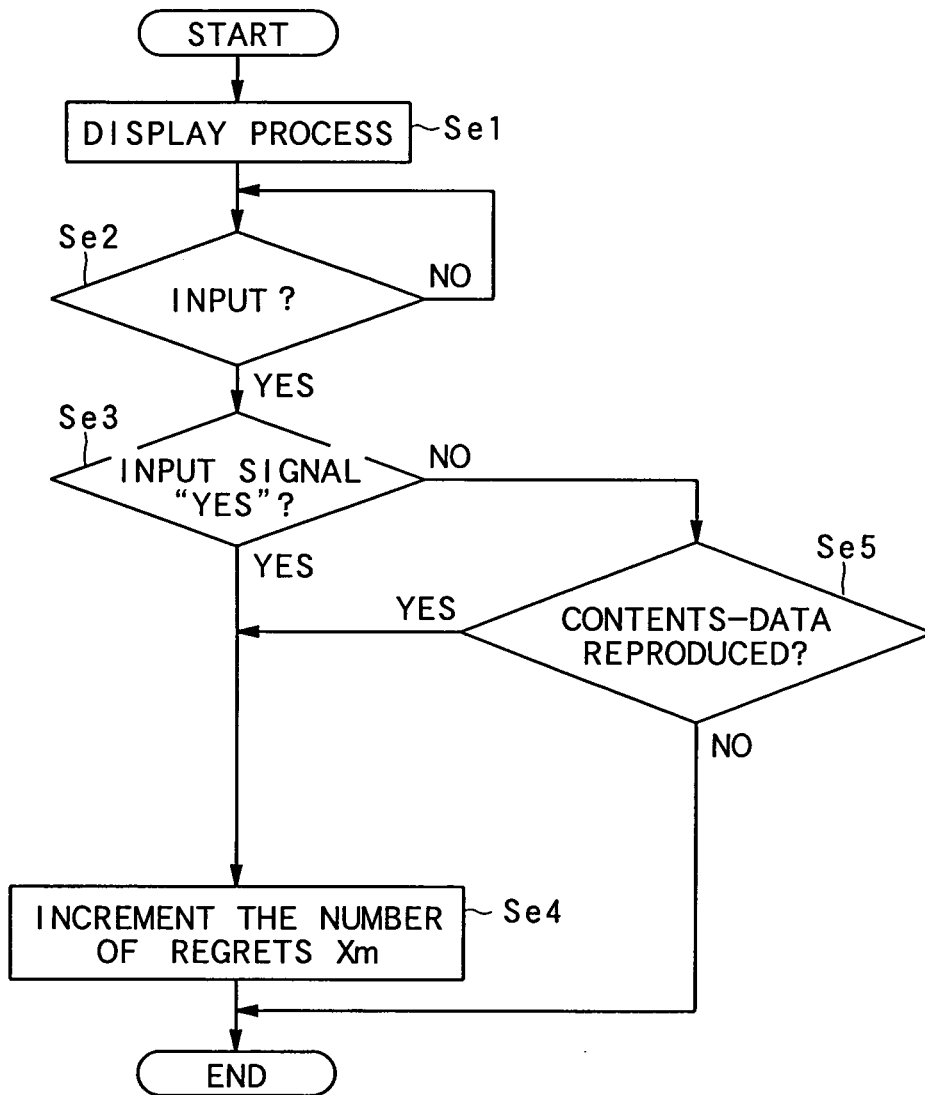 START
DISPLAY PROCESS
Se1
Se2
INPUT?
NO
YES
Se3
INPUT SIGNAL
“YES”?
NO
YES
Se5
CONTENTS-DATA
REPRODUCED?
YES
NO
INCREMENT THE NUMBER
OF REGRETS Xm
Se4
END